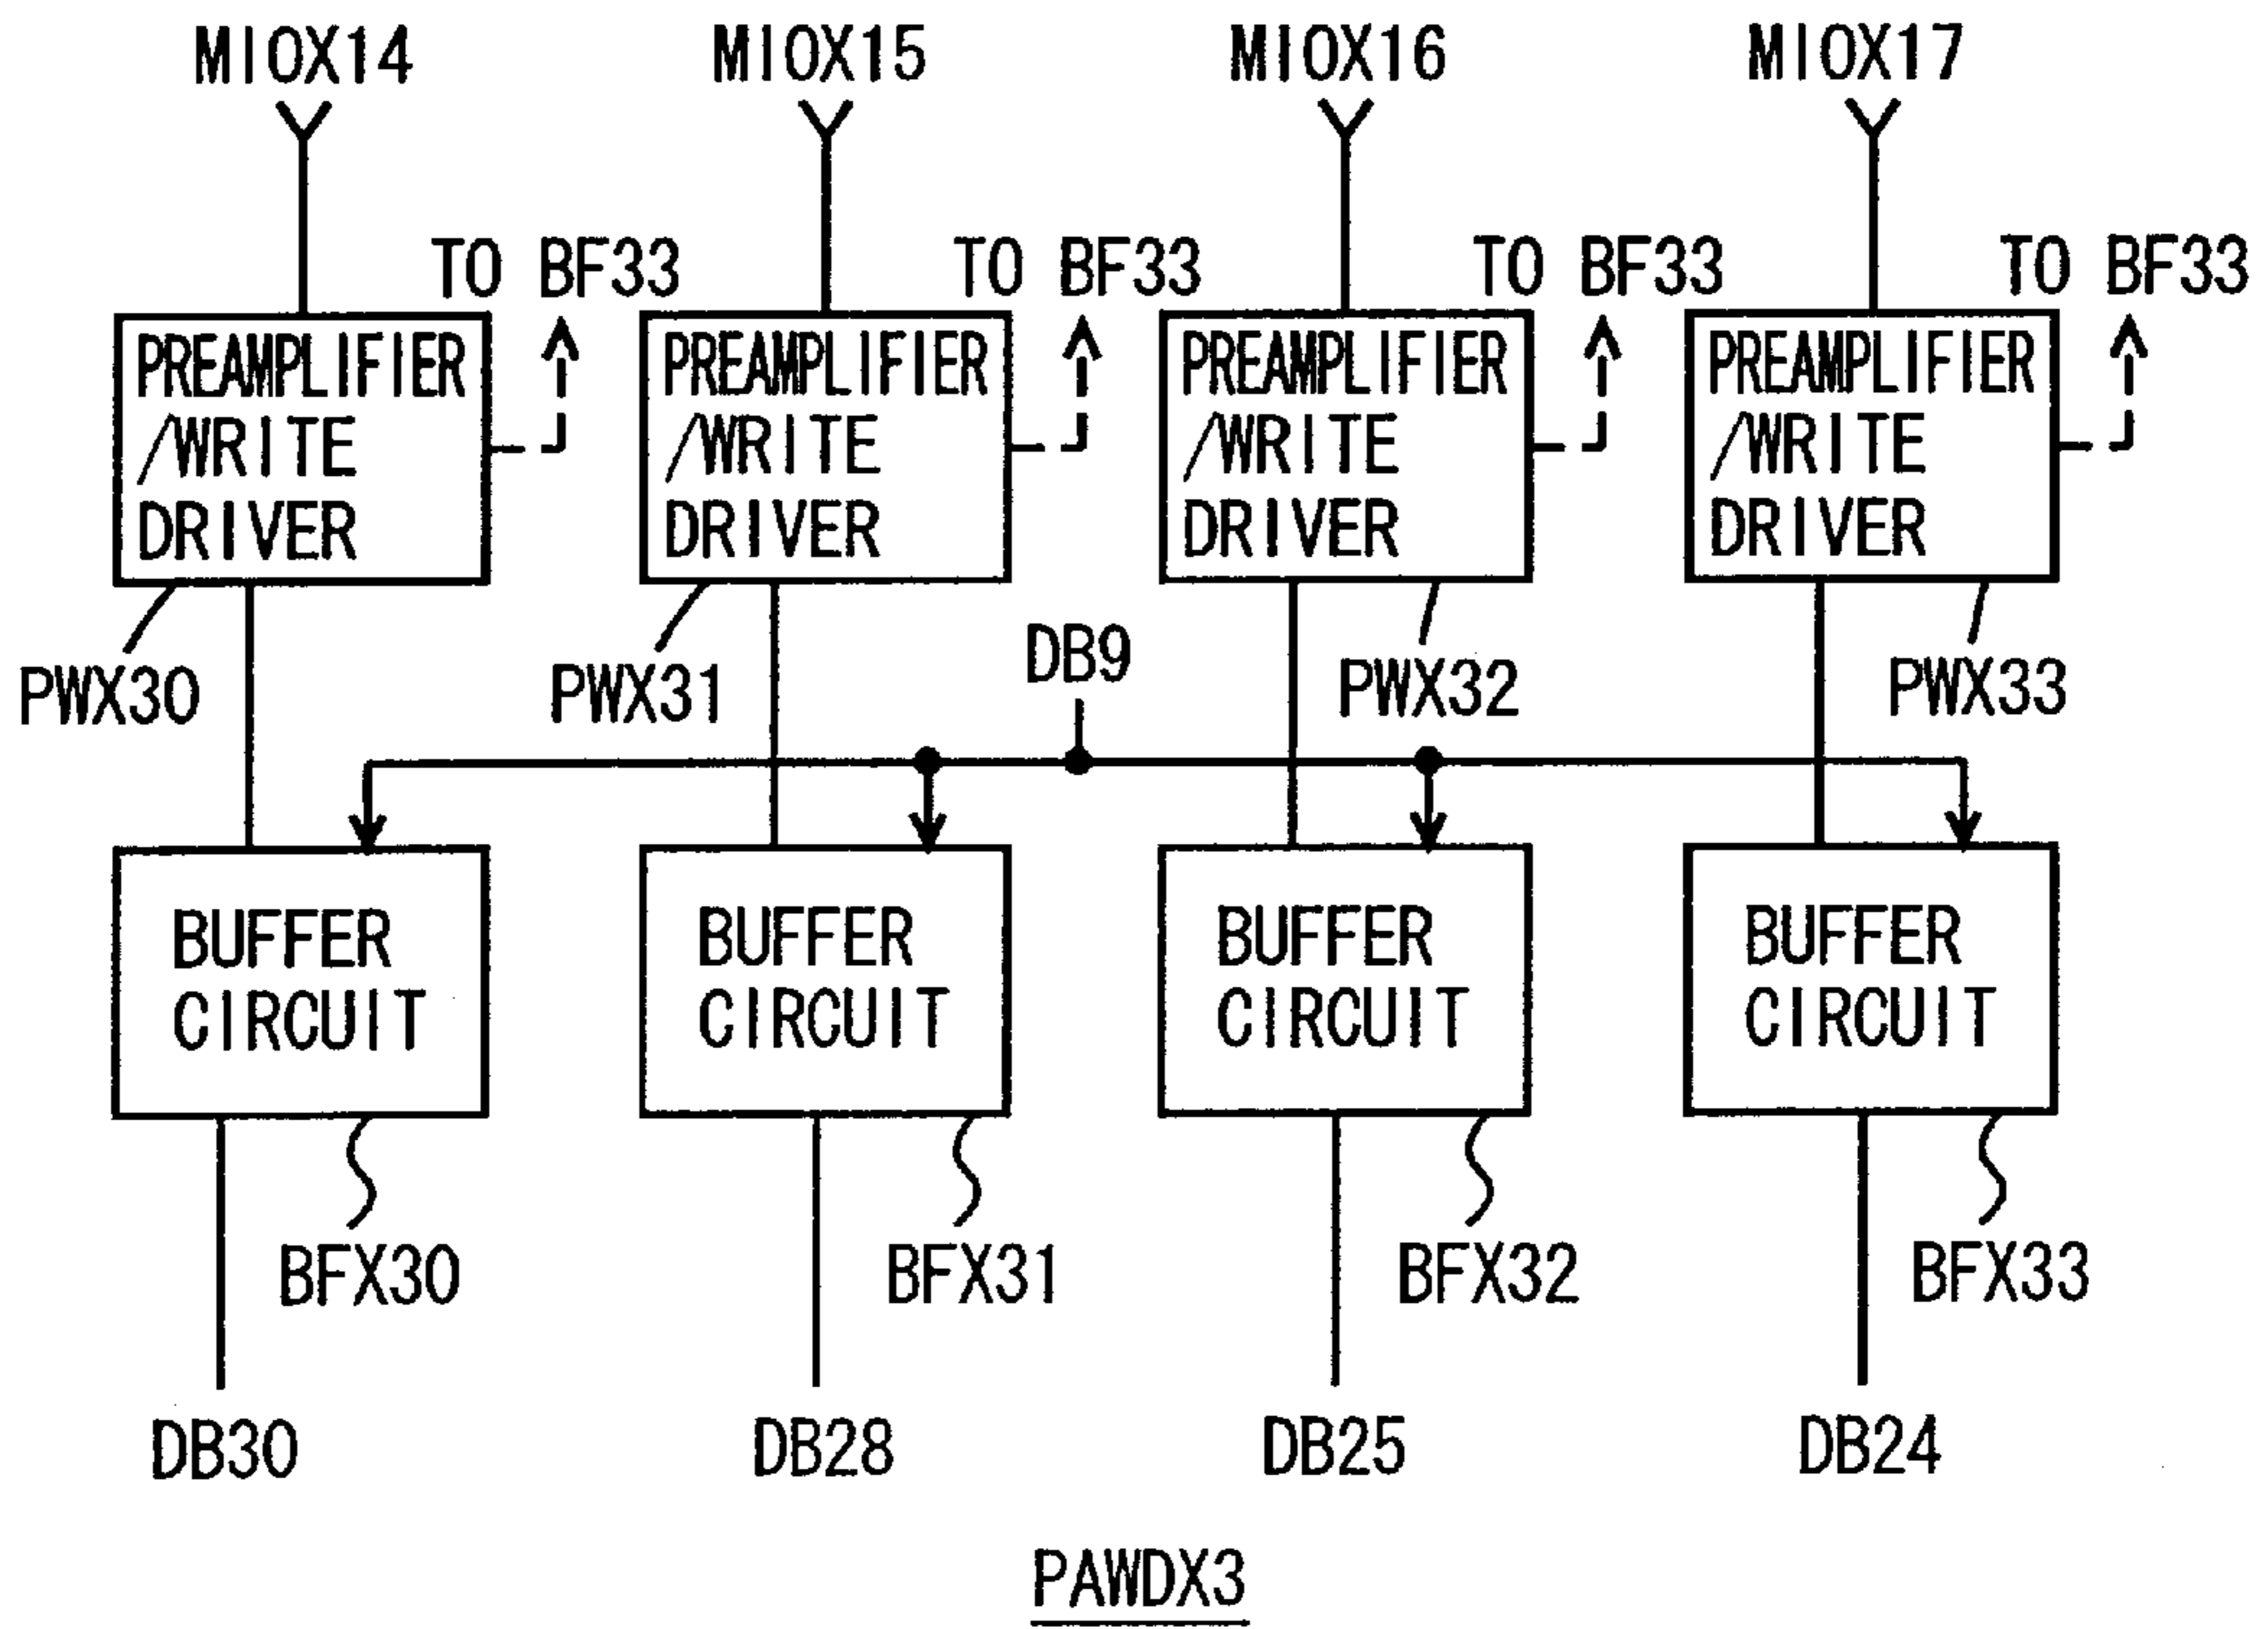 MIOX14 MIOX15 MIOX16 MIOX17
TO BF33 TO BF33 TO BF33 TO BF33
PREAMPLIFIER PREAMPLIFIER PREAMPLIFIER PREAMPLIFIER
/WRITE /WRITE /WRITE /WRITE
DRIVER DRIVER DRIVER DRIVER
DB9
PWX30 PWX31 PWX32 PWX33
BUFFER BUFFER BUFFER BUFFER
CIRCUIT CIRCUIT CIRCUIT CIRCUIT
BFX30 BFX31 BFX32 BFX33
DB30 DB28 DB25 DB24
PAWDX3